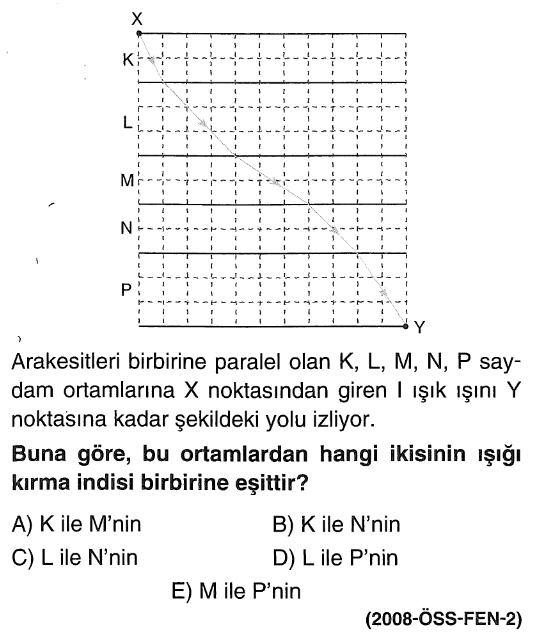 X
K
L
M
N
P
Y
Arakesitleri birbirine paralel olan K, L, M, N, P say-
dam ortamlarına X noktasından giren I ışık ışını Y
noktasına kadar şekildeki yolu izliyor.
Buna göre, bu ortamlardan hangi ikisinin ışığı
kırma indisi birbirine eşittir?
A) K ile M'nin B) K ile N'nin
C) L ile N'nin D) L ile P'nin
E) M ile P'nin
(2008-ÖSS-FEN-2)